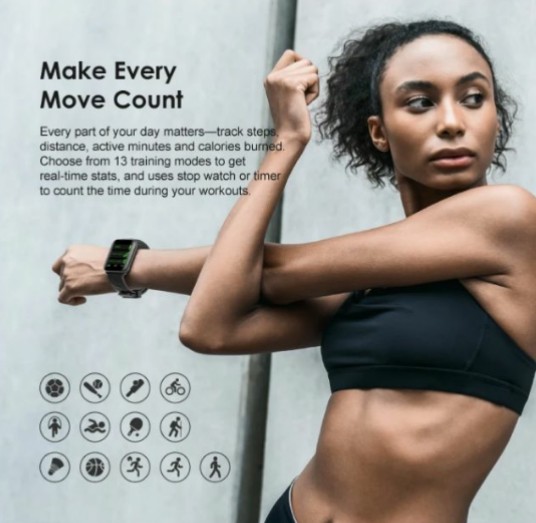 Make Every
Move Count
Every part of your day matters—track steps,
distance, active minutes and calories burned.
Choose from 13 training modes to get
real-time stats, and uses stop watch or timer
to count the time during your workouts.